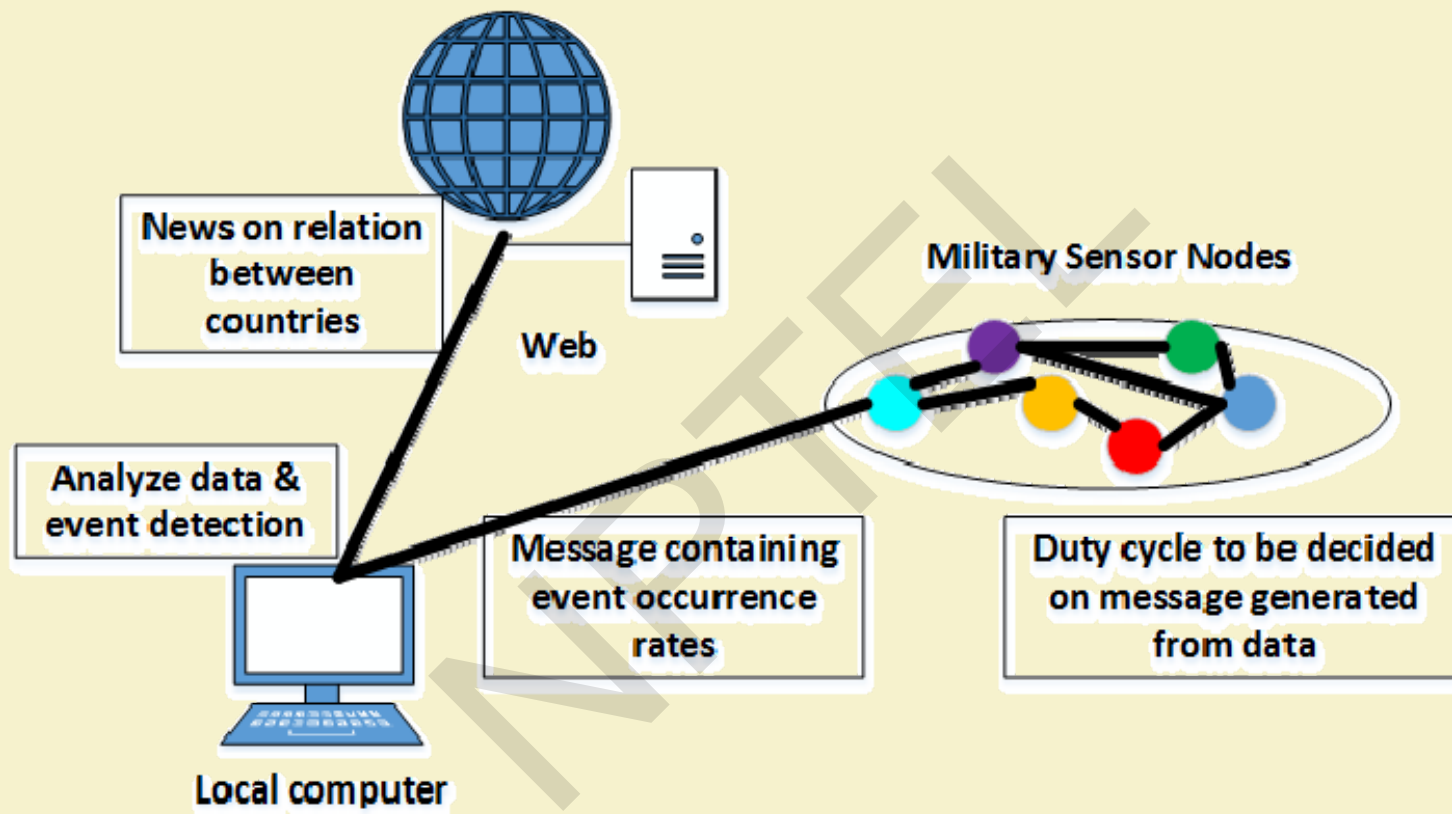 News on relation
between
countries
Web
Military Sensor Nodes
Analyze data &
event detection
Message containing
event occurrence
rates
Duty cycle to be decided
on message generated
from data
Local computer
NPTEL